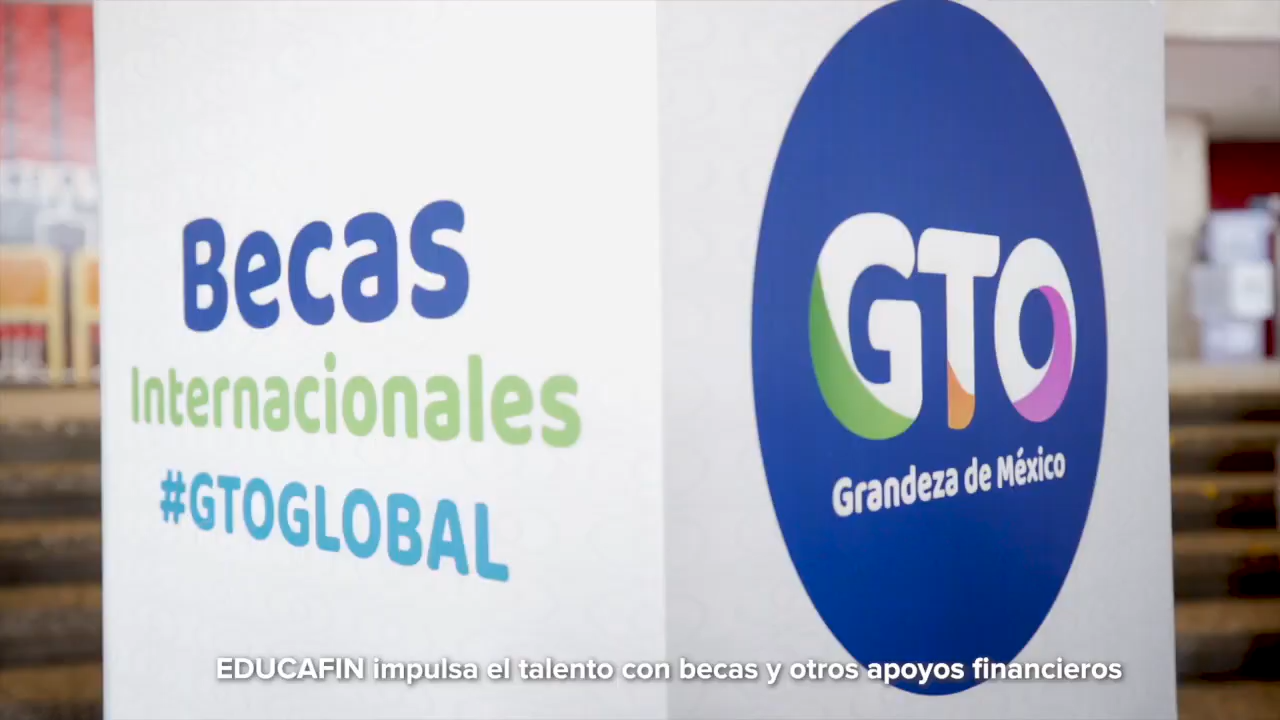 Becas
Internacionales
#GTOGLOBAL
GTO
Grandeza de México
EDUCAFIN impulsa el talento con becas y otros apoyos financieros